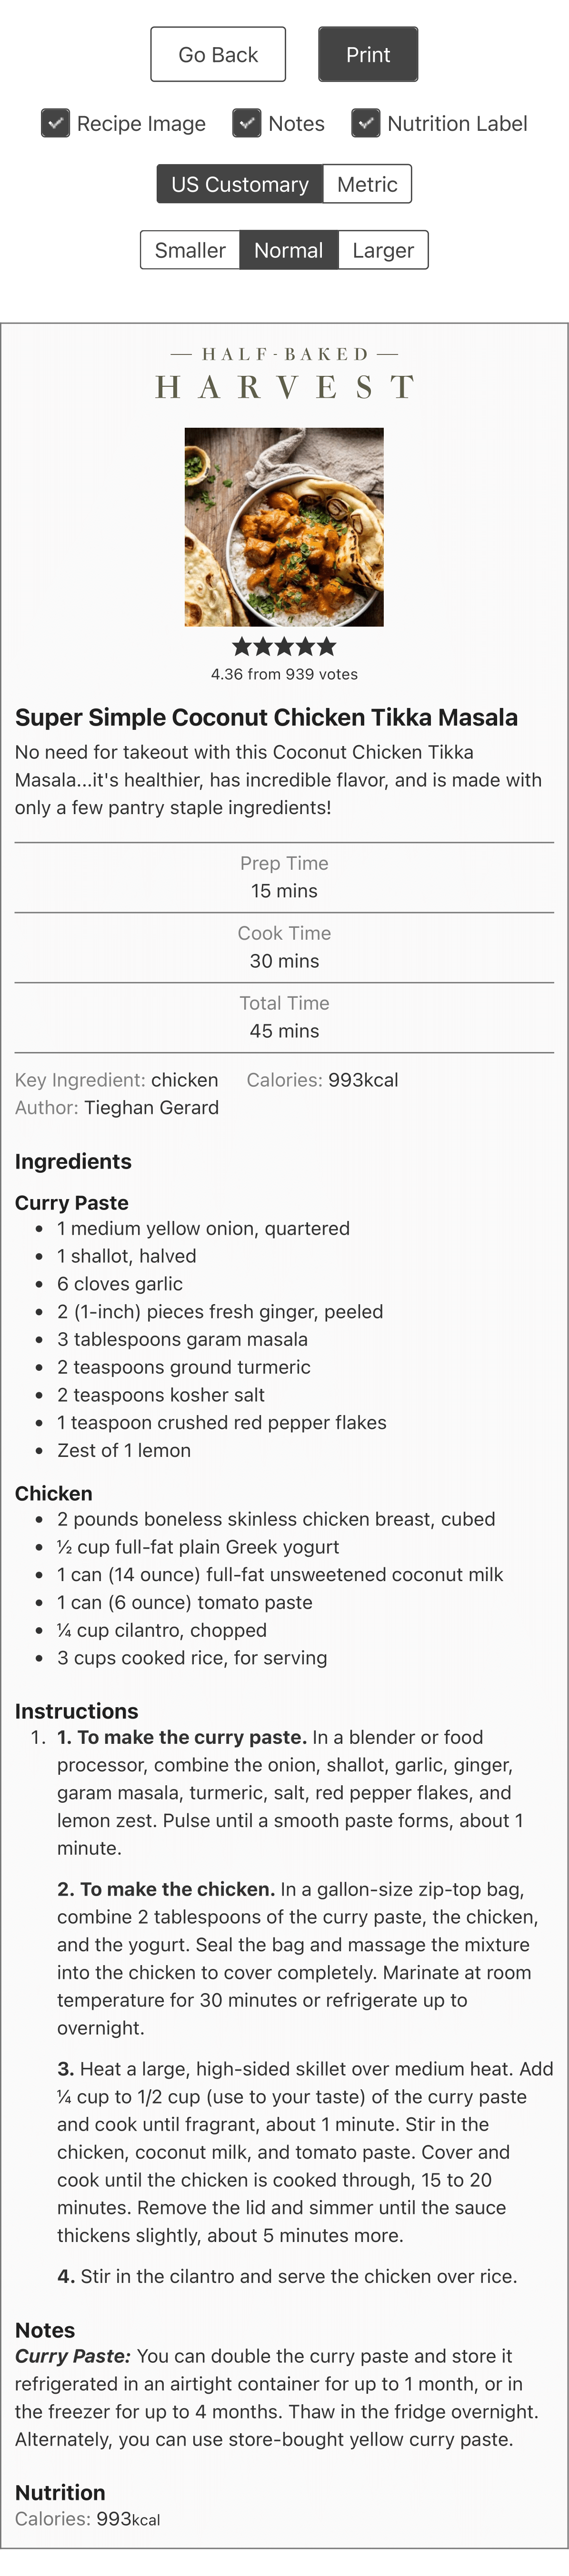 Go Back
Print
Recipe Image
Notes
Nutrition Label
US Customary
Metric
Smaller
Normal
Larger
HALF-BAKED
HARVEST
4.36 from 939 votes
Super Simple Coconut Chicken Tikka Masala
No need for takeout with this Coconut Chicken Tikka
Masala...it's healthier, has incredible flavor, and is made with
only a few pantry staple ingredients!
Prep Time
15 mins
Cook Time
30 mins
Total Time
45 mins
Key Ingredient: chicken Calories: 993kcal
Author: Tieghan Gerard
Ingredients
Curry Paste
• 1 medium yellow onion, quartered
• 1 shallot, halved
• 6 cloves garlic
• 2 (1-inch) pieces fresh ginger, peeled
• 3 tablespoons garam masala
• 2 teaspoons ground turmeric
• 2 teaspoons kosher salt
• 1 teaspoon crushed red pepper flakes
• Zest of 1 lemon
Chicken
• 2 pounds boneless skinless chicken breast, cubed
• ½ cup full-fat plain Greek yogurt
• 1 can (14 ounce) full-fat unsweetened coconut milk
• 1 can (6 ounce) tomato paste
• ¼ cup cilantro, chopped
• 3 cups cooked rice, for serving
Instructions
1. 1. To make the curry paste. In a blender or food
processor, combine the onion, shallot, garlic, ginger,
garam masala, turmeric, salt, red pepper flakes, and
lemon zest. Pulse until a smooth paste forms, about 1
minute.
2. To make the chicken. In a gallon-size zip-top bag,
combine 2 tablespoons of the curry paste, the chicken,
and the yogurt. Seal the bag and massage the mixture
into the chicken to cover completely. Marinate at room
temperature for 30 minutes or refrigerate up to
overnight.
3. Heat a large, high-sided skillet over medium heat. Add
¼ cup to 1/2 cup (use to your taste) of the curry paste
and cook until fragrant, about 1 minute. Stir in the
chicken, coconut milk, and tomato paste. Cover and
cook until the chicken is cooked through, 15 to 20
minutes. Remove the lid and simmer until the sauce
thickens slightly, about 5 minutes more.
4. Stir in the cilantro and serve the chicken over rice.
Notes
Curry Paste: You can double the curry paste and store it
refrigerated in an airtight container for up to 1 month, or in
the freezer for up to 4 months. Thaw in the fridge overnight.
Alternately, you can use store-bought yellow curry paste.
Nutrition
Calories: 993kcal